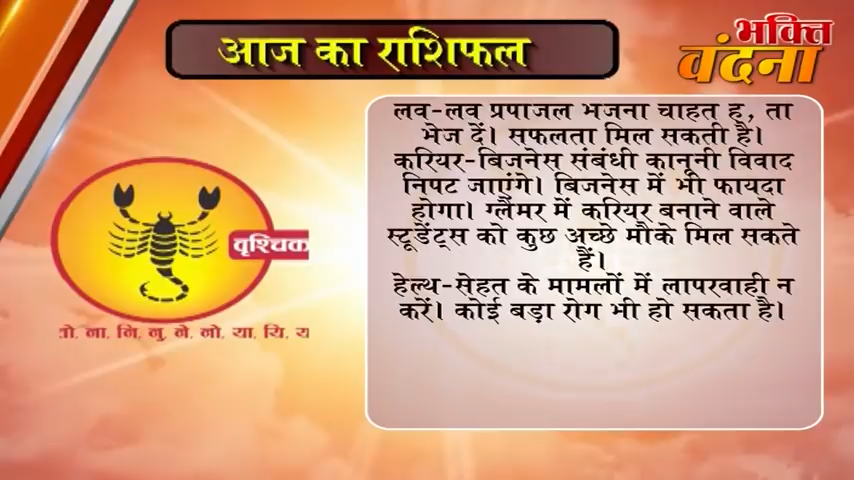 आज का राशिफल
भक्ति
वंदना
लव-लव प्रपाजल भजना चाहत ह, ता
भेज दें। सफलता मिल सकती है।
करियर-बिजनेस संबंधी कानूनी विवाद
निपट जाएंगे। बिजनेस में भी फायदा
होगा। ग्लैमर में करियर बनाने वाले
स्टूडेंट्स को कुछ अच्छे मौके मिल सकते
हैं।
हेल्थ-सेहत के मामलों में लापरवाही न
करें। कोई बड़ा रोग भी हो सकता है।
वृश्चिक
ना, नि, नु, ने, नो, या, यि, य